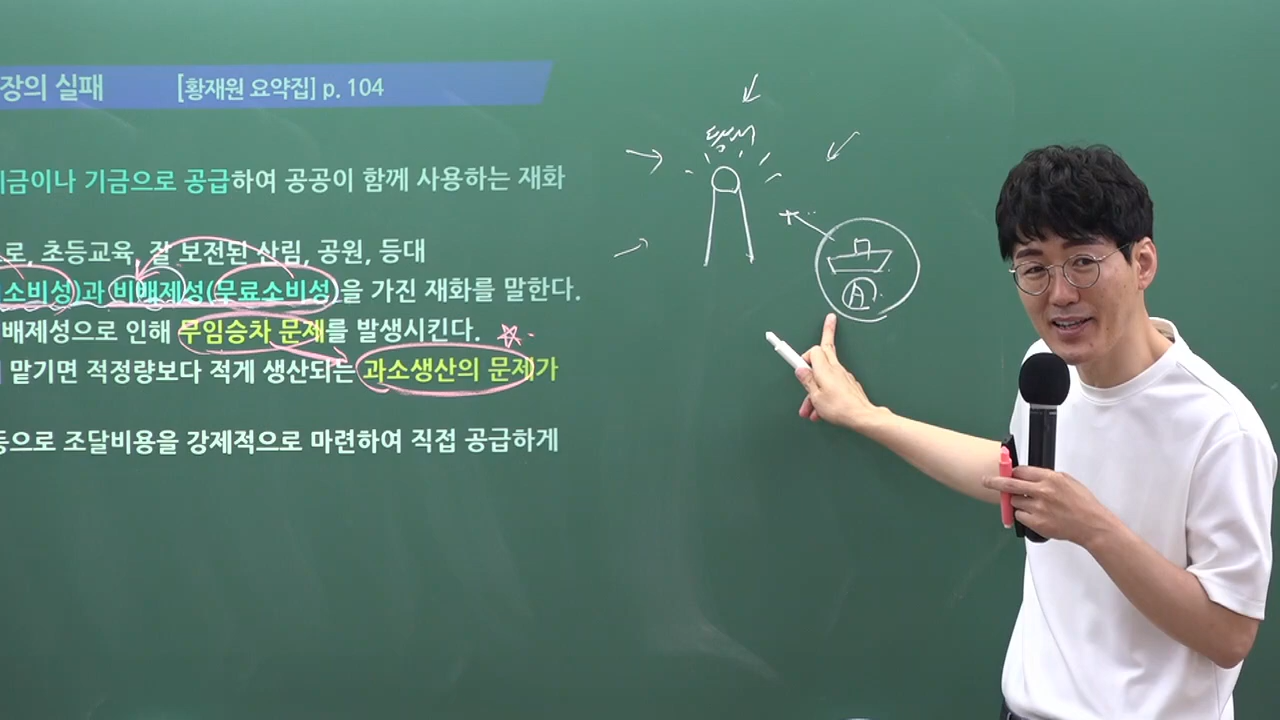 장의 실패 [황재원 요약집] p. 104
금이나 기금으로 공급하여 공공이 함께 사용하는 재화
로, 초등교육, 잘 보전된 산림, 공원, 등대
소비성)과 비배제성(무료소비성)을 가진 재화를 말한다.
배제성으로 인해 무임승차 문제를 발생시킨다.
맡기면 적정량보다 적게 생산되는 과소생산의 문제가
등으로 조달비용을 강제적으로 마련하여 직접 공급하게
A